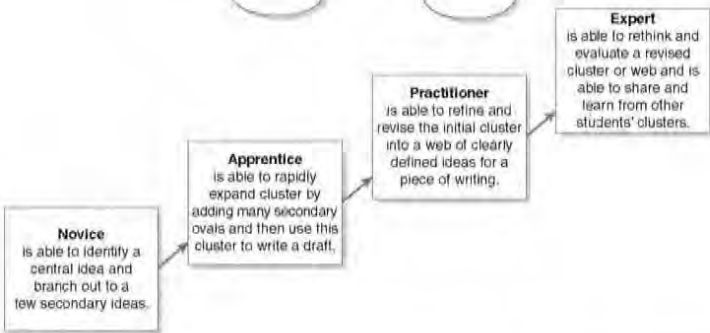 Expert
is able to rethink and
evaluate a revised
cluster or web and is
able to share and
learn from other
students' clusters.
Practitioner
is able to refine and
revise the initial cluster
into a web of clearly
defined ideas for a
piece of writing.
Apprentice
is able to rapidly
expand cluster by
adding many secondary
ovals and then use this
cluster to write a draft.
Novice
is able to identify a
central idea and
branch out to a
few secondary ideas.